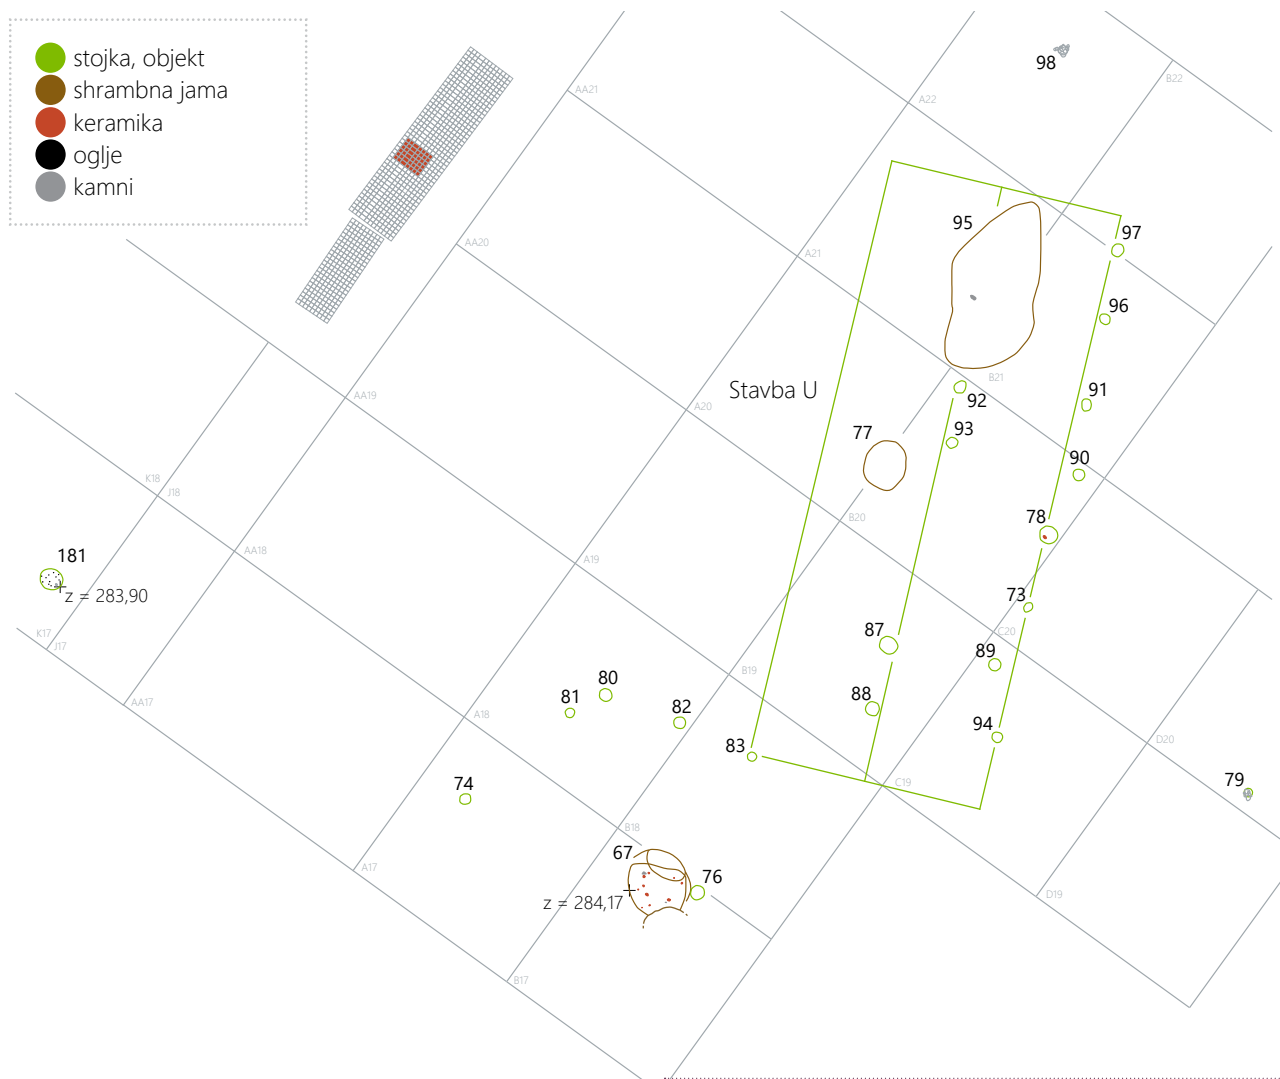 stojka, objekt
shrambna jama
keramika
oglje
kamni
98
B22
AA21
A22
95
97
AA20
A21
96
Stavba U
B21
91
92
AA19
A20
93
77
90
K18
J18
B20
78
181
AA18
A19
z = 283,90
73
K17
J17
C20
87
89
80
B19
81
88
82
AA17
A18
94
83
D20
74
C19
79
B18
67
A17
76
z = 284,17
D19
B17